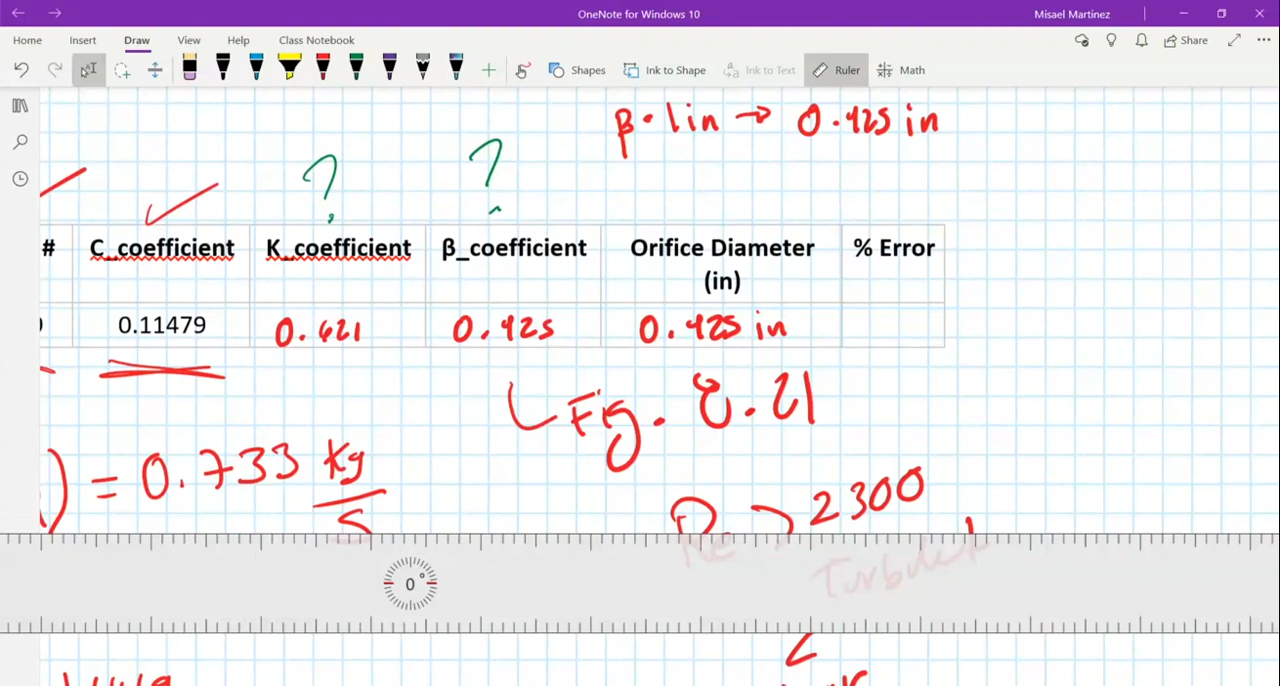 OneNote for Windows 10
Misael Martinez
Home Insert Draw View Help Class Notebook
Share
Shapes Ink to Shape Ink to Text Ruler Math
β · 1in → 0.425 in
? ?
# C_coefficient K_coefficient β_coefficient Orifice Diameter (in) % Error
0.11479 0.621 0.425 0.425 in
Fig. 8.21
) = 0.733 kg/s
Re > 2300
Turbulent
0°